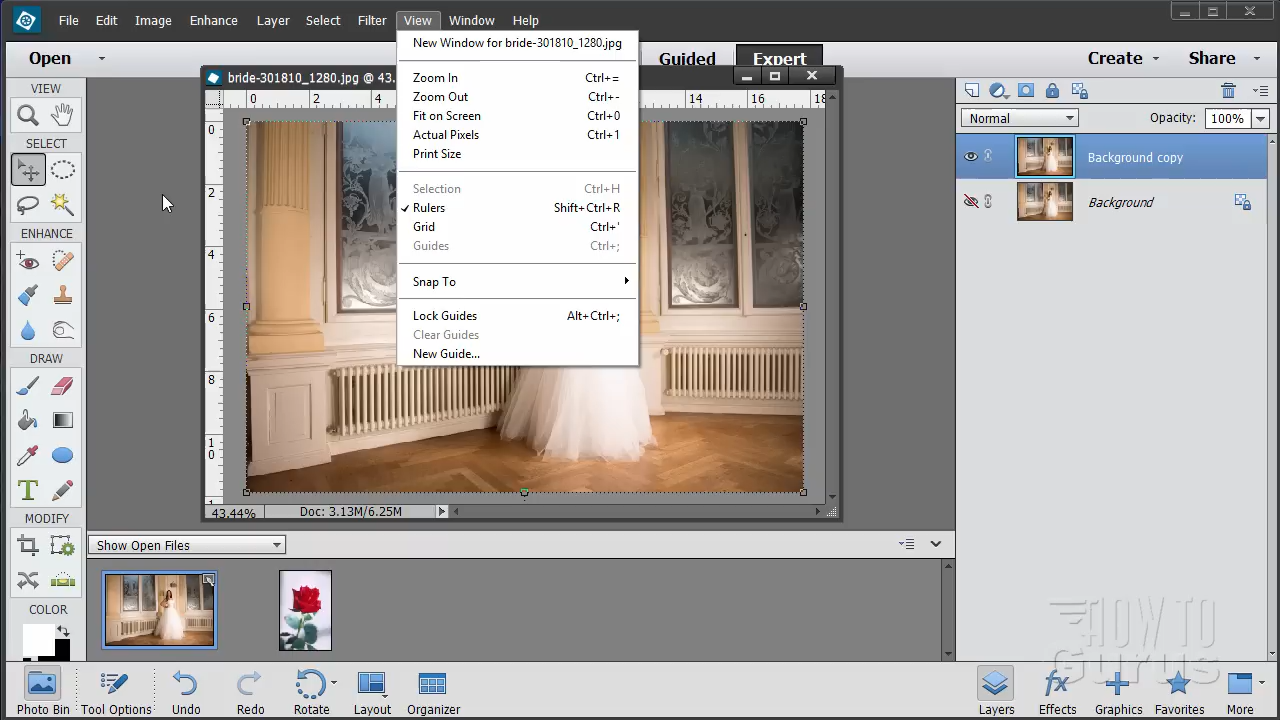 File Edit Image Enhance Layer Select Filter View Window Help
Open
Guided Expert
Create Share
bride-301810_1280.jpg @ 43.
New Window for bride-301810_1280.jpg
Zoom In Ctrl+=
Zoom Out Ctrl+-
Fit on Screen Ctrl+0
Actual Pixels Ctrl+1
Print Size
Selection Ctrl+H
Rulers Shift+Ctrl+R
Grid Ctrl+'
Guides Ctrl+;
Snap To
Lock Guides Alt+Ctrl+;
Clear Guides
New Guide...
VIEW
SELECT
ENHANCE
DRAW
T
MODIFY
COLOR
0 2 4 14 16 18
0
2
4
6
8
1
0
43.44% Doc: 3.13M/6.25M
Normal Opacity: 100%
Background copy
Background
Show Open Files
HOW TO
Gurus
Photo Bin Tool Options Undo Redo Rotate Layout Organizer
fx
Layers Effects Graphics Favorites More